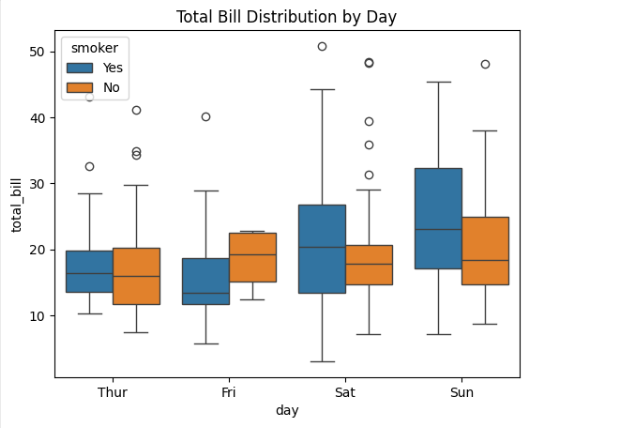 Total Bill Distribution by Day
smoker
Yes
No
total_bill
50
40
30
20
10
Thur
Fri
Sat
Sun
day